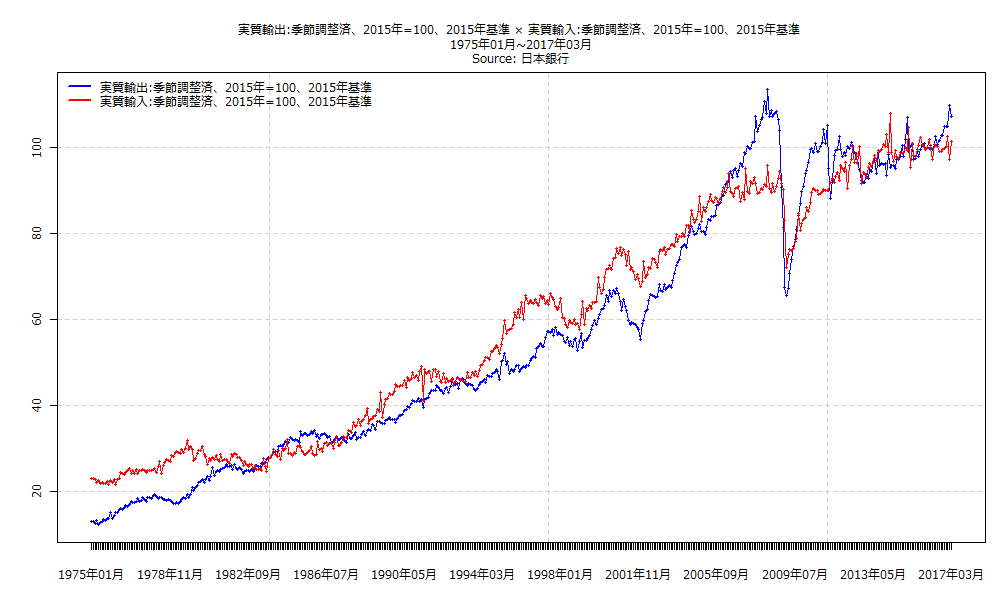 実質輸出:季節調整済、2015年=100、2015年基準 × 実質輸入:季節調整済、2015年=100、2015年基準
1975年01月~2017年03月
Source: 日本銀行
実質輸出:季節調整済、2015年=100、2015年基準
実質輸入:季節調整済、2015年=100、2015年基準
100
80
60
40
20
1975年01月 1978年11月 1982年09月 1986年07月 1990年05月 1994年03月 1998年01月 2001年11月 2005年09月 2009年07月 2013年05月 2017年03月